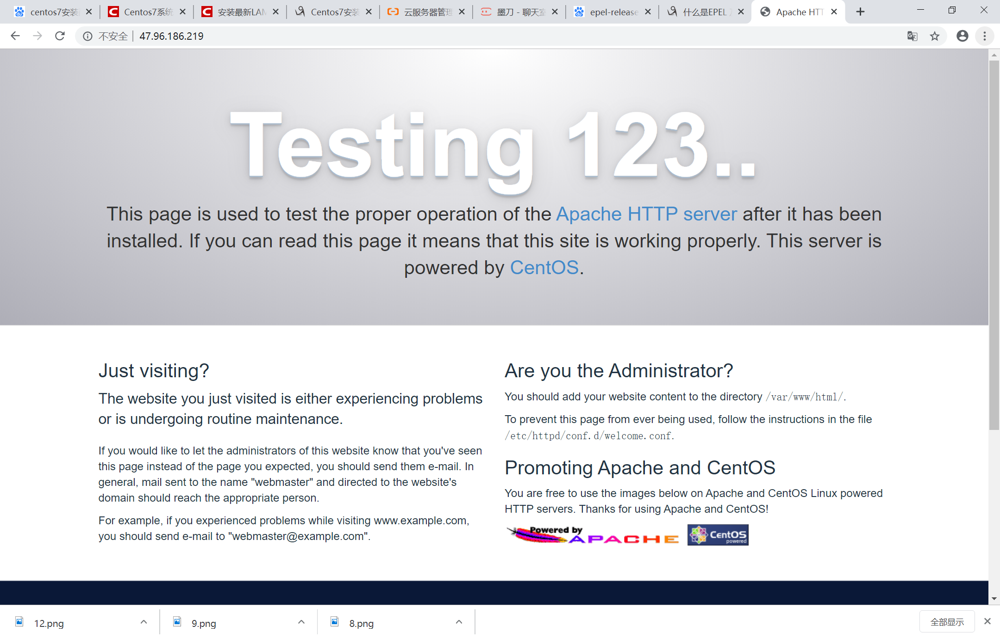 centos7安装
Centos7系统
安装最新LAM
Centos7安装
云服务器管理
墨刀 - 聊天室
epel-release
什么是EPEL
Apache HTT
不安全 47.96.186.219
Testing 123..
This page is used to test the proper operation of the Apache HTTP server after it has been
installed. If you can read this page it means that this site is working properly. This server is
powered by CentOS.
Just visiting?
The website you just visited is either experiencing problems
or is undergoing routine maintenance.
If you would like to let the administrators of this website know that you've seen
this page instead of the page you expected, you should send them e-mail. In
general, mail sent to the name "webmaster" and directed to the website's
domain should reach the appropriate person.
For example, if you experienced problems while visiting www.example.com,
you should send e-mail to "webmaster@example.com".
Are you the Administrator?
You should add your website content to the directory /var/www/html/.
To prevent this page from ever being used, follow the instructions in the file
/etc/httpd/conf.d/welcome.conf.
Promoting Apache and CentOS
You are free to use the images below on Apache and CentOS Linux powered
HTTP servers. Thanks for using Apache and CentOS!
Powered by
APACHE
CentOS
powered
12.png
9.png
8.png
全部显示